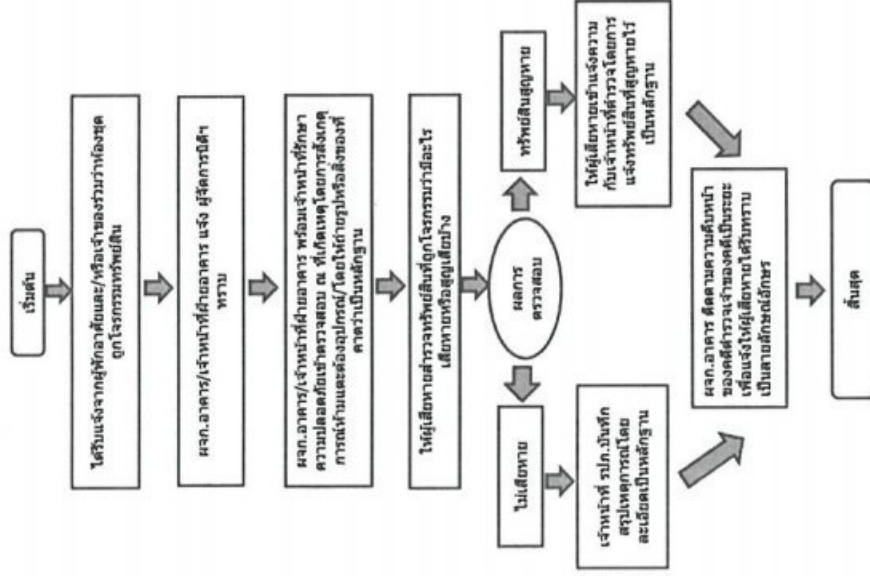 เริ่มต้น
ได้รับแจ้งจากผู้พักอาศัยและ/หรือเจ้าของร่วมว่าห้องชุด
ถูกโจรกรรมทรัพย์สิน
ผจก.อาคาร/เจ้าหน้าที่ฝ่ายอาคาร แจ้ง ผู้จัดการนิติฯ
ทราบ
ผจก.อาคาร/เจ้าหน้าที่ฝ่ายอาคาร พร้อมเจ้าหน้าที่รักษา
ความปลอดภัยเข้าตรวจสอบ ณ ที่เกิดเหตุโดยการสังเกตุ
การณ์ห้ามแตะต้องอุปกรณ์/โดยให้ถ่ายรูปหรือสิ่งของที่
คาดว่าเป็นหลักฐาน
ให้ผู้เสียหายสำรวจทรัพย์สินที่ถูกโจรกรรมว่ามีอะไร
เสียหายหรือสูญเสียบ้าง
ผลการ
ตรวจสอบ
ไม่เสียหาย
ทรัพย์สินสูญหาย
เจ้าหน้าที่ รปภ.บันทึก
สรุปเหตุการณ์โดย
ละเอียดเป็นหลักฐาน
ให้ผู้เสียหายเข้าแจ้งความ
กับเจ้าหน้าที่ตำรวจโดยการ
แจ้งทรัพย์สินที่สูญหายไว้
เป็นหลักฐาน
ผจก.อาคาร ติดตามความคืบหน้า
ของคดีตำรวจเจ้าของคดีเป็นระยะ
เพื่อแจ้งให้ผู้เสียหายได้รับทราบ
เป็นลายลักษณ์อักษร
สิ้นสุด